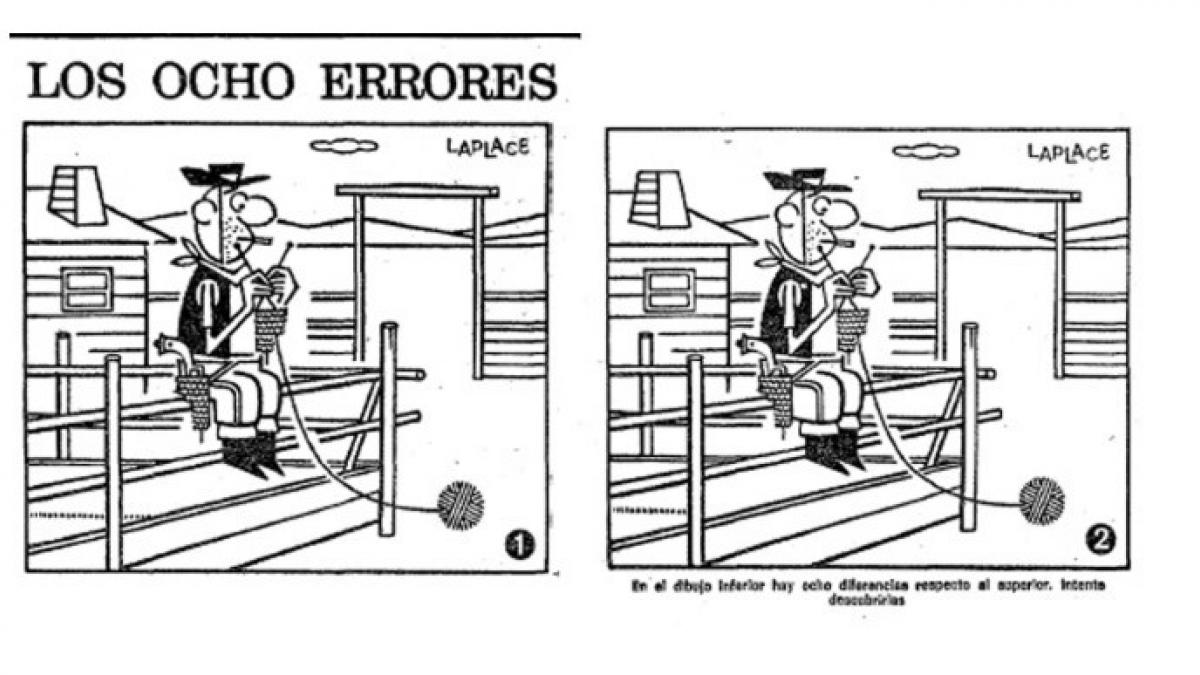 LOS OCHO ERRORES
LAPLACE
1
LAPLACE
2
En el dibujo inferior hay ocho diferencias respecto al superior. Intente
descubrirlas